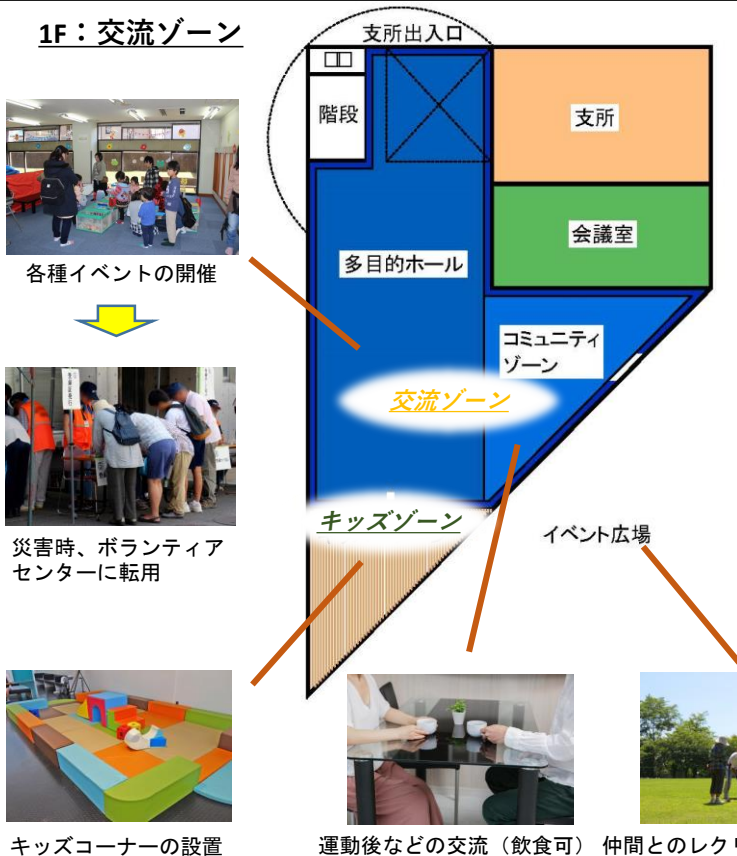 1F：交流ゾーン
支所出入口
階段
支所
会議室
多目的ホール
コミュニティ
ゾーン
交流ゾーン
キッズゾーン
イベント広場
各種イベントの開催
災害時、ボランティア
センターに転用
キッズコーナーの設置
運動後などの交流（飲食可）
仲間とのレクリ